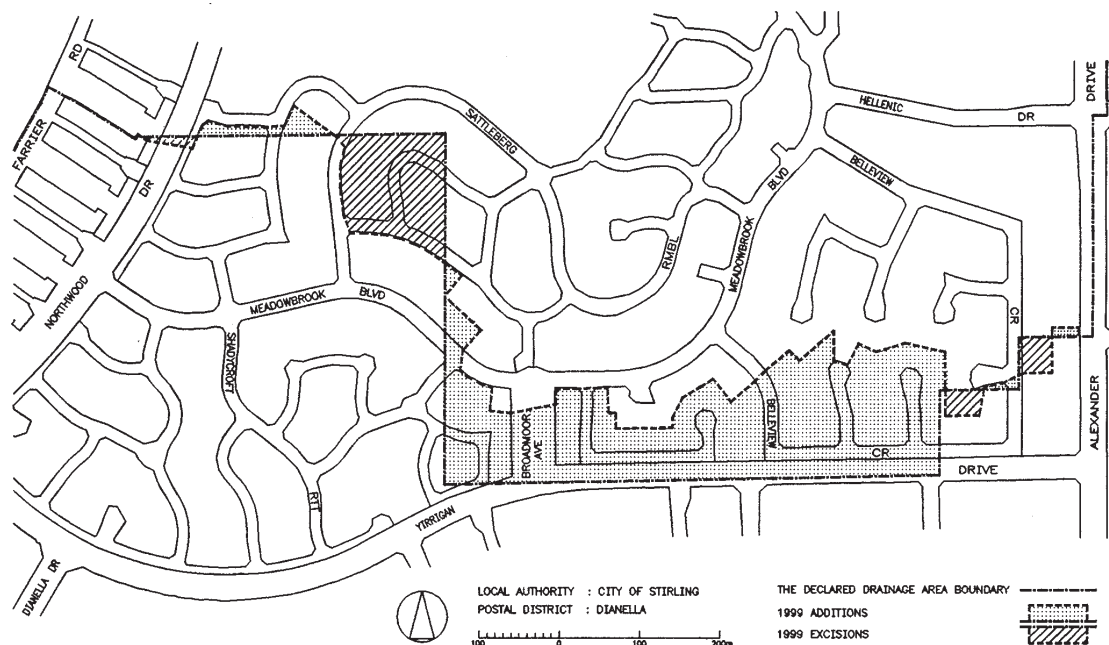 RD
FARRIER
NORTHWOOD
DR
SATTLEBERG
HELLENIC
DR
DRIVE
BELLEVIEW
MEADOWBROOK
BLVD
RMBL
MEADOWBROOK
BLVD
SHADYCROFT
RTT
CR
BELLEVIEW
CR
BROADMOOR
AVE
YIRRIGAN
DRIVE
ALEXANDER
DIANELLA DR
LOCAL AUTHORITY : CITY OF STIRLING
POSTAL DISTRICT : DIANELLA
100 0 100 200m
THE DECLARED DRAINAGE AREA BOUNDARY
1999 ADDITIONS
1999 EXCISIONS